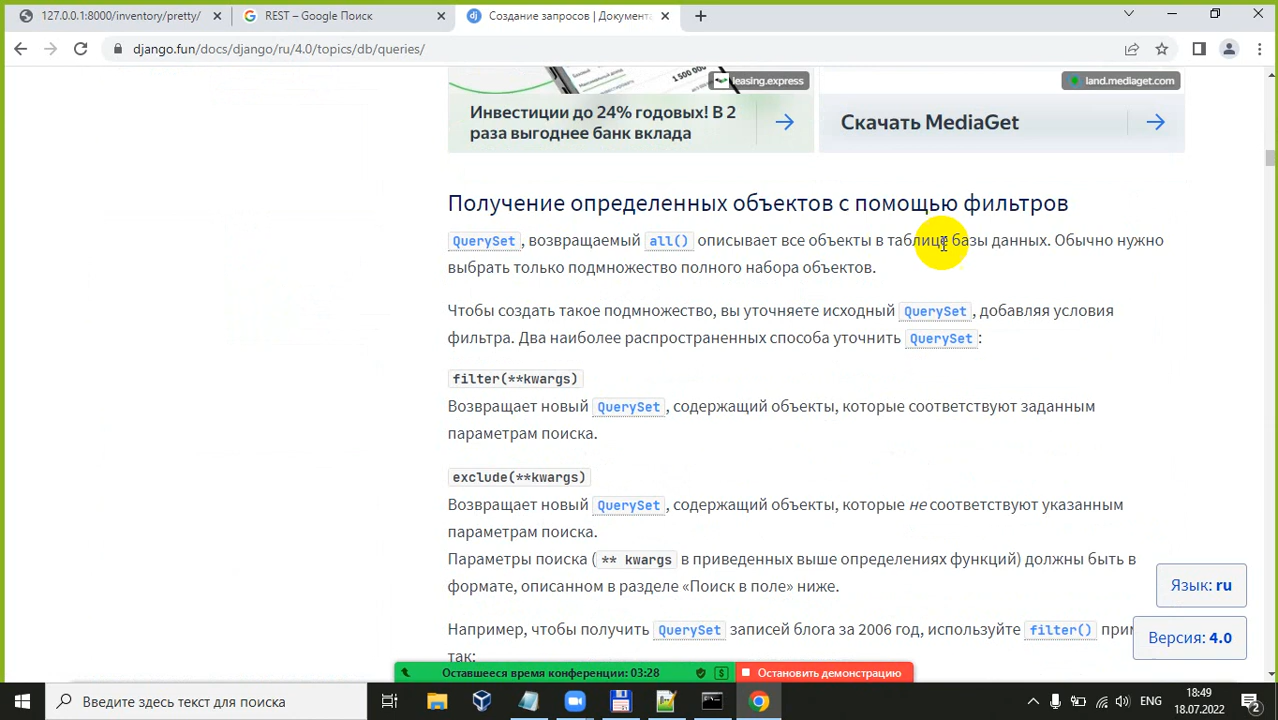 127.0.0.1:8000/inventory/pretty/
REST – Google Поиск
Создание запросов | Документа
django.fun/docs/django/ru/4.0/topics/db/queries/
leasing.express
land.mediaget.com
Инвестиции до 24% годовых! В 2
раза выгоднее банк вклада
Скачать MediaGet
Получение определенных объектов с помощью фильтров
QuerySet, возвращаемый all() описывает все объекты в таблице базы данных. Обычно нужно
выбрать только подмножество полного набора объектов.
Чтобы создать такое подмножество, вы уточняете исходный QuerySet, добавляя условия
фильтра. Два наиболее распространенных способа уточнить QuerySet:
filter(**kwargs)
Возвращает новый QuerySet, содержащий объекты, которые соответствуют заданным
параметрам поиска.
exclude(**kwargs)
Возвращает новый QuerySet, содержащий объекты, которые не соответствуют указанным
параметрам поиска.
Параметры поиска (** kwargs в приведенных выше определениях функций) должны быть в
формате, описанном в разделе «Поиск в поле» ниже.
Язык: ru
Например, чтобы получить QuerySet записей блога за 2006 год, используйте filter() прим
Версия: 4.0
так:
Оставшееся время конференции: 03:28
$
Остановить демонстрацию
Введите здесь текст для поиска
ENG
18:49
18.07.2022
2